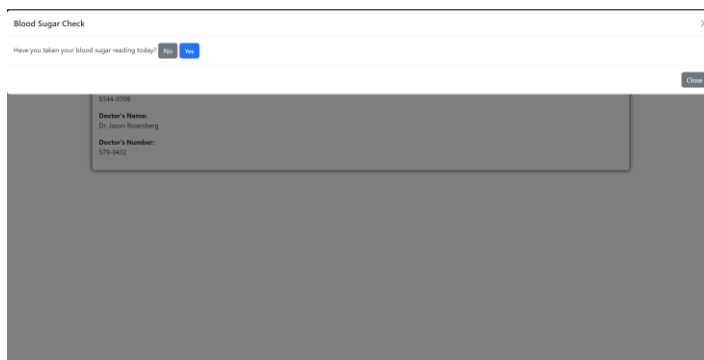 Blood Sugar Check
Have you taken your blood sugar reading today? No Yes
Close
5344-9789
Doctor's Name:
Dr. Jason Rosenberg
Doctor's Number:
579-0432